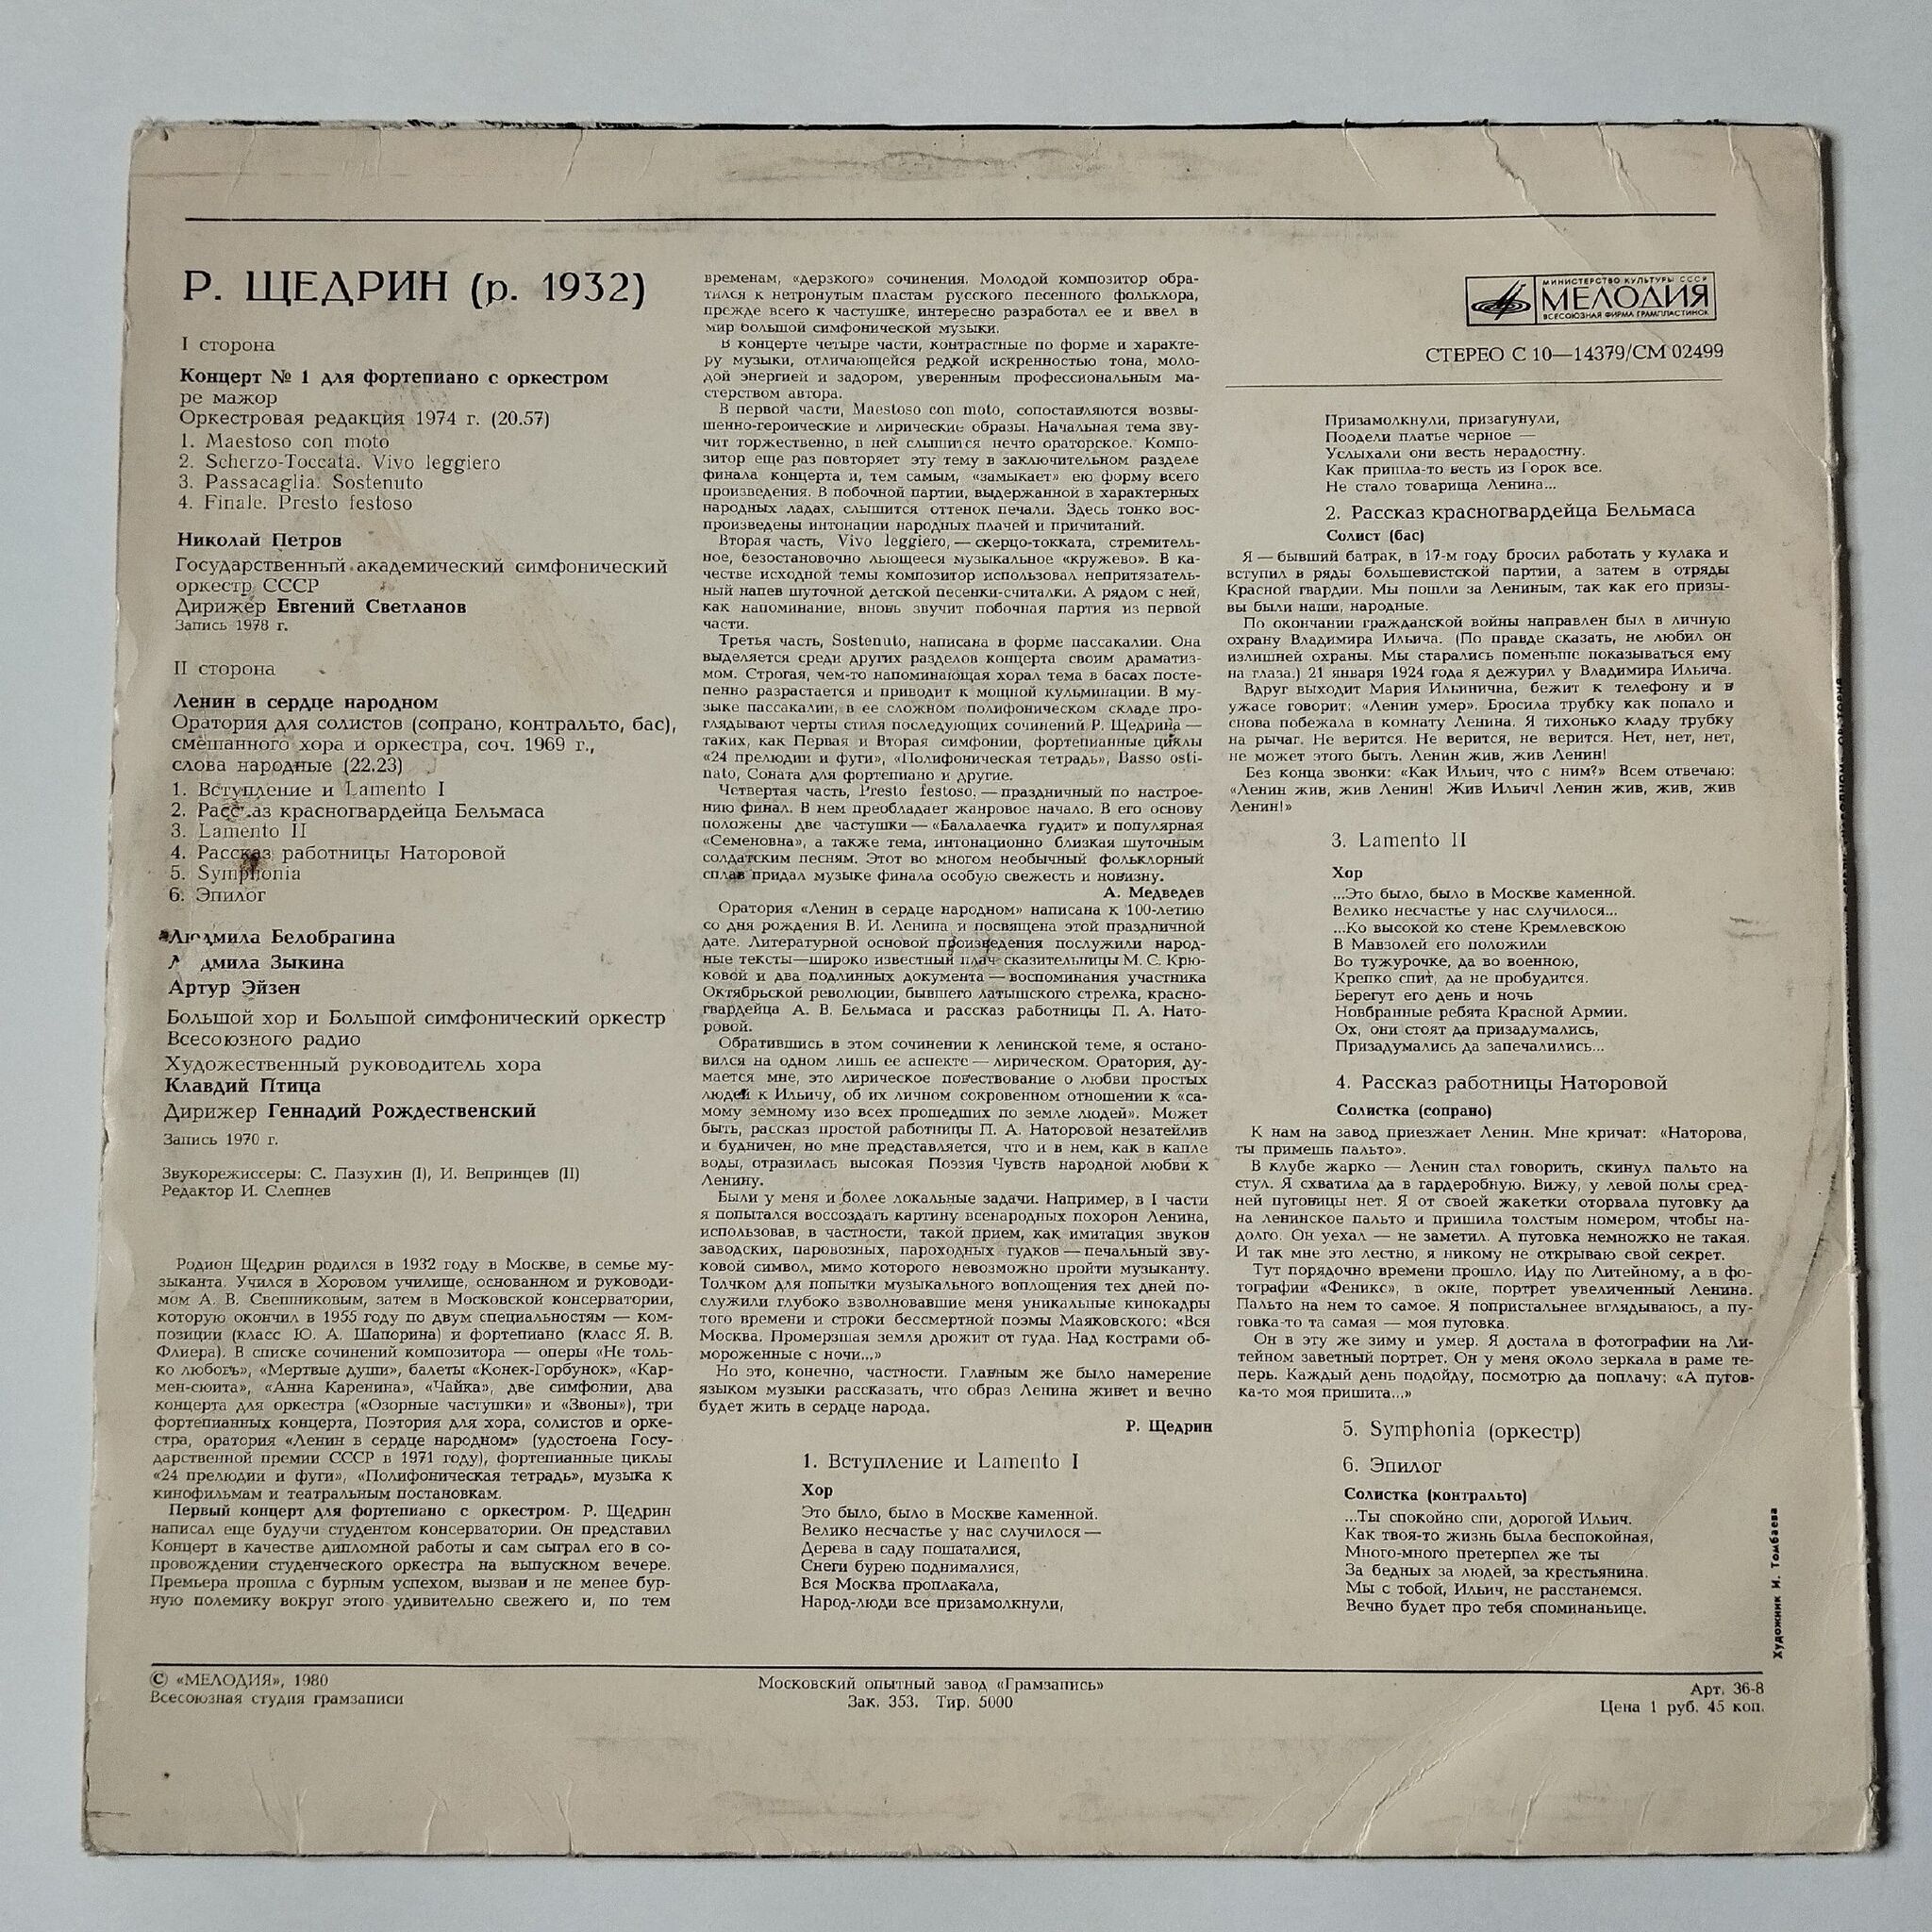 Р. ЩЕДРИН (р. 1932)
I сторона
Концерт № 1 для фортепиано с оркестром
ре мажор
Оркестровая редакция 1974 г. (20.57)
1. Maestoso con moto
2. Scherzo-Toccata. Vivo leggiero
3. Passacaglia. Sostenuto
4. Finale. Presto festoso
Николай Петров
Государственный академический симфонический
оркестр СССР
Дирижер Евгений Светланов
Запись 1978 г.
II сторона
Ленин в сердце народном
Оратория для солистов (сопрано, контральто, бас),
смешанного хора и оркестра, соч. 1969 г.,
слова народные (22.23)
1. Вступление и Lamento I
2. Рассказ красногвардейца Бельмаса
3. Lamento II
4. Рассказ работницы Наторовой
5. Symphonia
6. Эпилог
Людмила Белобрагина
Людмила Зыкина
Артур Эйзен
Большой хор и Большой симфонический оркестр
Всесоюзного радио
Художественный руководитель хора
Клавдий Птица
Дирижер Геннадий Рождественский
Запись 1970 г.
Звукорежиссеры: С. Пазухин (I), И. Вепринцев (II)
Редактор И. Слепнев
Родион Щедрин родился в 1932 году в Москве, в семье му-
зыканта. Учился в Хоровом училище, основанном и руководи-
мом А. В. Свешниковым, затем в Московской консерватории,
которую окончил в 1955 году по двум специальностям — ком-
позиции (класс Ю. А. Шапорина) и фортепиано (класс Я. В.
Флиера). В списке сочинений композитора — оперы «Не толь-
ко любовь», «Мертвые души», балеты «Конек-Горбунок», «Кар-
мен-сюита», «Анна Каренина», «Чайка», две симфонии, два
концерта для оркестра («Озорные частушки» и «Звоны»), три
фортепианных концерта, Поэтория для хора, солистов и орке-
стра, оратория «Ленин в сердце народном» (удостоена Госу-
дарственной премии СССР в 1971 году), фортепианные циклы
«24 прелюдии и фуги», «Полифоническая тетрадь», музыка к
кинофильмам и театральным постановкам.
Первый концерт для фортепиано с оркестром Р. Щедрин
написал еще будучи студентом консерватории. Он представил
Концерт в качестве дипломной работы и сам сыграл его в со-
провождении студенческого оркестра на выпускном вечере.
Премьера прошла с бурным успехом, вызвав и не менее бур-
ную полемику вокруг этого удивительно свежего и, по тем
временам, «дерзкого» сочинения. Молодой композитор обра-
тился к нетронутым пластам русского песенного фольклора,
прежде всего к частушке, интересно разработал ее и ввел в
мир большой симфонической музыки.
В концерте четыре части, контрастные по форме и характе-
ру музыки, отличающейся редкой искренностью тона, моло-
дой энергией и задором, уверенным профессиональным ма-
стерством автора.
В первой части, Maestoso con moto, сопоставляются возвы-
шенно-героические и лирические образы. Начальная тема зву-
чит торжественно, в ней слышится нечто ораторское. Компо-
зитор еще раз повторяет эту тему в заключительном разделе
финала концерта и, тем самым, «замыкает» ею форму всего
произведения. В побочной партии, выдержанной в характерных
народных ладах, слышится оттенок печали. Здесь тонко вос-
произведены интонации народных плачей и причитаний.
Вторая часть, Vivo leggiero, — скерцо-токката, стремитель-
ное, безостановочно льющееся музыкальное «кружево». В ка-
честве исходной темы композитор использовал непритязатель-
ный напев шуточной детской песенки-считалки. А рядом с ней,
как напоминание, вновь звучит побочная партия из первой
части.
Третья часть, Sostenuto, написана в форме пассакалии. Она
выделяется среди других разделов концерта своим драматиз-
мом. Строгая, чем-то напоминающая хорал тема в басах посте-
пенно разрастается и приводит к мощной кульминации. В му-
зыке пассакалии, в ее сложном полифоническом складе про-
глядывают черты стиля последующих сочинений Р. Щедрина —
таких, как Первая и Вторая симфонии, фортепианные циклы
«24 прелюдии и фуги», «Полифоническая тетрадь», Basso osti-
nato, Соната для фортепиано и другие.
Четвертая часть, Presto festoso, — праздничный по настрое-
нию финал. В нем преобладает жанровое начало. В его основу
положены две частушки — «Балалаечка гудит» и популярная
«Семеновна», а также тема, интонационно близкая шуточным
солдатским песням. Этот во многом необычный фольклорный
сплав придал музыке финала особую свежесть и новизну.
А. Медведев
Оратория «Ленин в сердце народном» написана к 100-летию
со дня рождения В. И. Ленина и посвящена этой праздничной
дате. Литературной основой произведения послужили народ-
ные тексты—широко известный плач сказительницы М. С. Крю-
ковой и два подлинных документа — воспоминания участника
Октябрьской революции, бывшего латышского стрелка, красно-
гвардейца А. В. Бельмаса и рассказ работницы П. А. Нато-
ровой.
Обратившись в этом сочинении к ленинской теме, я остано-
вился на одном лишь ее аспекте — лирическом. Оратория, ду-
мается мне, это лирическое повествование о любви простых
людей к Ильичу, об их личном сокровенном отношении к «са-
мому земному изо всех прошедших по земле людей». Может
быть, рассказ простой работницы П. А. Наторовой незатейлив
и будничен, но мне представляется, что и в нем, как в капле
воды, отразилась высокая Поэзия Чувств народной любви к
Ленину.
Были у меня и более локальные задачи. Например, в I части
я попытался воссоздать картину всенародных похорон Ленина,
использовав, в частности, такой прием, как имитация звуков
заводских, паровозных, пароходных гудков — печальный зву-
ковой символ, мимо которого невозможно пройти музыканту.
Толчком для попытки музыкального воплощения тех дней по-
служили глубоко взволновавшие меня уникальные кинокадры
того времени и строки бессмертной поэмы Маяковского: «Вся
Москва. Промерзшая земля дрожит от гуда. Над кострами об-
мороженные с ночи...»
Но это, конечно, частности. Главным же было намерение
языком музыки рассказать, что образ Ленина живет и вечно
будет жить в сердце народа.
Р. Щедрин
1. Вступление и Lamento I
Хор
Это было, было в Москве каменной.
Велико несчастье у нас случилося —
Дерева в саду пошаталися,
Снеги бурею поднималися,
Вся Москва проплакала,
Народ-люди все призамолкнули,
МИНИСТЕРСТВО КУЛЬТУРЫ СССР
МЕЛОДИЯ
ВСЕСОЮЗНАЯ ФИРМА ГРАМПЛАСТИНОК
СТЕРЕО С 10—14379/СМ 02499
Призамолкнули, призагунули,
Поодели платье черное —
Услыхали они весть нерадостну.
Как пришла-то весть из Горок все.
Не стало товарища Ленина...
2. Рассказ красногвардейца Бельмаса
Солист (бас)
Я — бывший батрак, в 17-м году бросил работать у кулака и
вступил в ряды большевистской партии, а затем в отряды
Красной гвардии. Мы пошли за Лениным, так как его призы-
вы были наши, народные.
По окончании гражданской войны направлен был в личную
охрану Владимира Ильича. (По правде сказать, не любил он
излишней охраны. Мы старались поменьше показываться ему
на глаза.) 21 января 1924 года я дежурил у Владимира Ильича.
Вдруг выходит Мария Ильинична, бежит к телефону и в
ужасе говорит: «Ленин умер». Бросила трубку как попало и
снова побежала в комнату Ленина. Я тихонько кладу трубку
на рычаг. Не верится. Не верится, не верится. Нет, нет, нет,
не может этого быть. Ленин жив, жив Ленин!
Без конца звонки: «Как Ильич, что с ним?» Всем отвечаю:
«Ленин жив, жив Ленин! Жив Ильич! Ленин жив, жив, жив
Ленин!»
3. Lamento II
Хор
...Это было, было в Москве каменной.
Велико несчастье у нас случилося...
...Ко высокой ко стене Кремлевскою
В Мавзолей его положили
Во тужурочке, да во военною,
Крепко спит, да не пробудится.
Берегут его день и ночь
Новбранные ребята Красной Армии.
Ох, они стоят да призадумались,
Призадумались да запечалились...
4. Рассказ работницы Наторовой
Солистка (сопрано)
К нам на завод приезжает Ленин. Мне кричат: «Наторова,
ты примешь пальто».
В клубе жарко — Ленин стал говорить, скинул пальто на
стул. Я схватила да в гардеробную. Вижу, у левой полы сред-
ней пуговицы нет. Я от своей жакетки оторвала пуговку да
на ленинское пальто и пришила толстым номером, чтобы на-
долго. Он уехал — не заметил. А пуговка немножко не такая.
И так мне это лестно, я никому не открываю свой секрет.
Тут порядочно времени прошло. Иду по Литейному, а в фо-
тографии «Феникс», в окне, портрет увеличенный Ленина.
Пальто на нем то самое. Я попристальнее вглядываюсь, а пу-
говка-то та самая — моя пуговка.
Он в эту же зиму и умер. Я достала в фотографии на Ли-
тейном заветный портрет. Он у меня около зеркала в раме те-
перь. Каждый день подойду, посмотрю да поплачу: «А пугов-
ка-то моя пришита...»
5. Symphonia (оркестр)
6. Эпилог
Солистка (контральто)
...Ты спокойно спи, дорогой Ильич.
Как твоя-то жизнь была беспокойная,
Много-много претерпел же ты
За бедных за людей, за крестьянина.
Мы с тобой, Ильич, не расстанемся.
Вечно будет про тебя споминаньице.
Художник И. Томбаева
© «МЕЛОДИЯ», 1980
Всесоюзная студия грамзаписи
Московский опытный завод «Грамзапись»
Зак. 353. Тир. 5000
Арт. 36-8
Цена 1 руб. 45 коп.